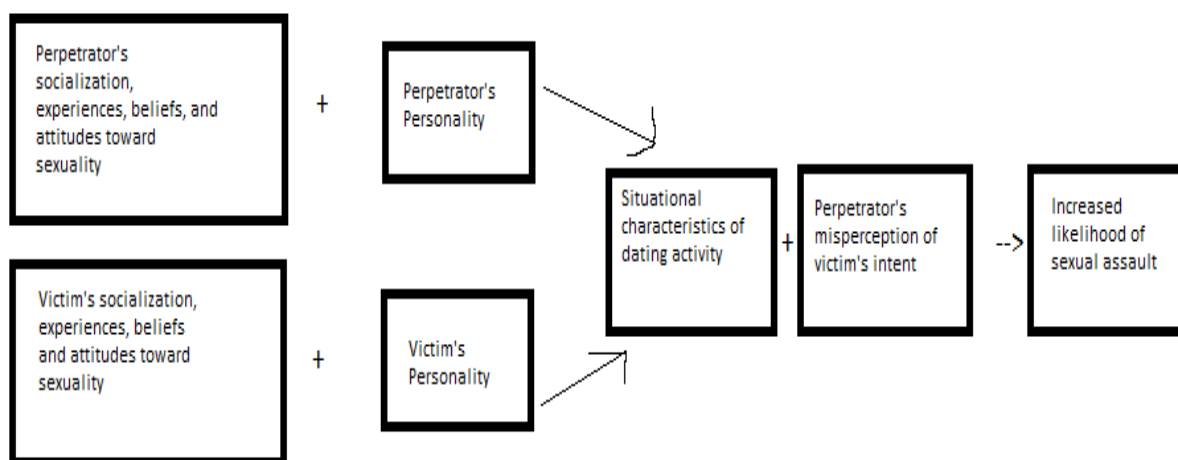 Perpetrator's
socialization,
experiences, beliefs, and
attitudes toward
sexuality
+
Perpetrator's
Personality
Victim's socialization,
experiences, beliefs
and attitudes toward
sexuality
+
Victim's
Personality
Situational
characteristics of
dating activity
+
Perpetrator's
misperception of
victim's intent
-->
Increased
likelihood of
sexual assault